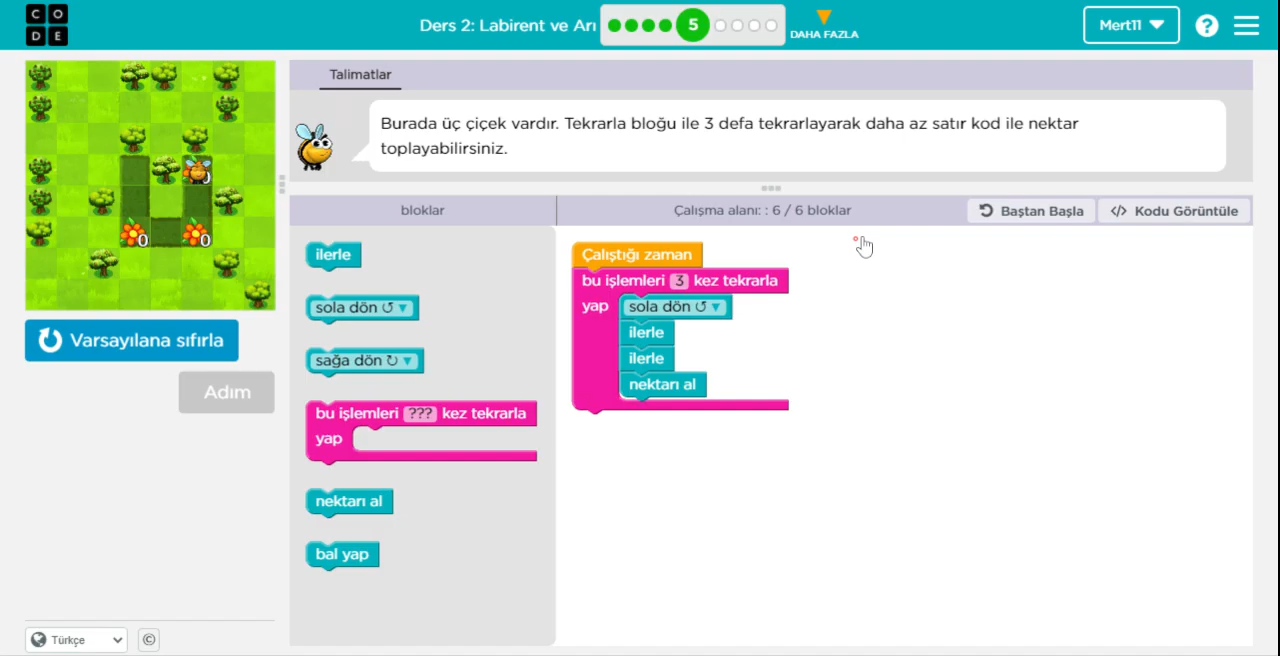 C O
D E
Ders 2: Labirent ve Arı
5
DAHA FAZLA
Mert11
?
Talimatlar
Burada üç çiçek vardır. Tekrarla bloğu ile 3 defa tekrarlayarak daha az satır kod ile nektar
toplayabilirsiniz.
bloklar
Çalışma alanı: : 6 / 6 bloklar
Baştan Başla
</> Kodu Görüntüle
0
0
Varsayılana sıfırla
Adım
ilerle
sola dön ↺ ▼
sağa dön ↻ ▼
bu işlemleri ??? kez tekrarla
yap
nektarı al
bal yap
Çalıştığı zaman
bu işlemleri 3 kez tekrarla
yap sola dön ↺ ▼
ilerle
ilerle
nektarı al
Türkçe
©